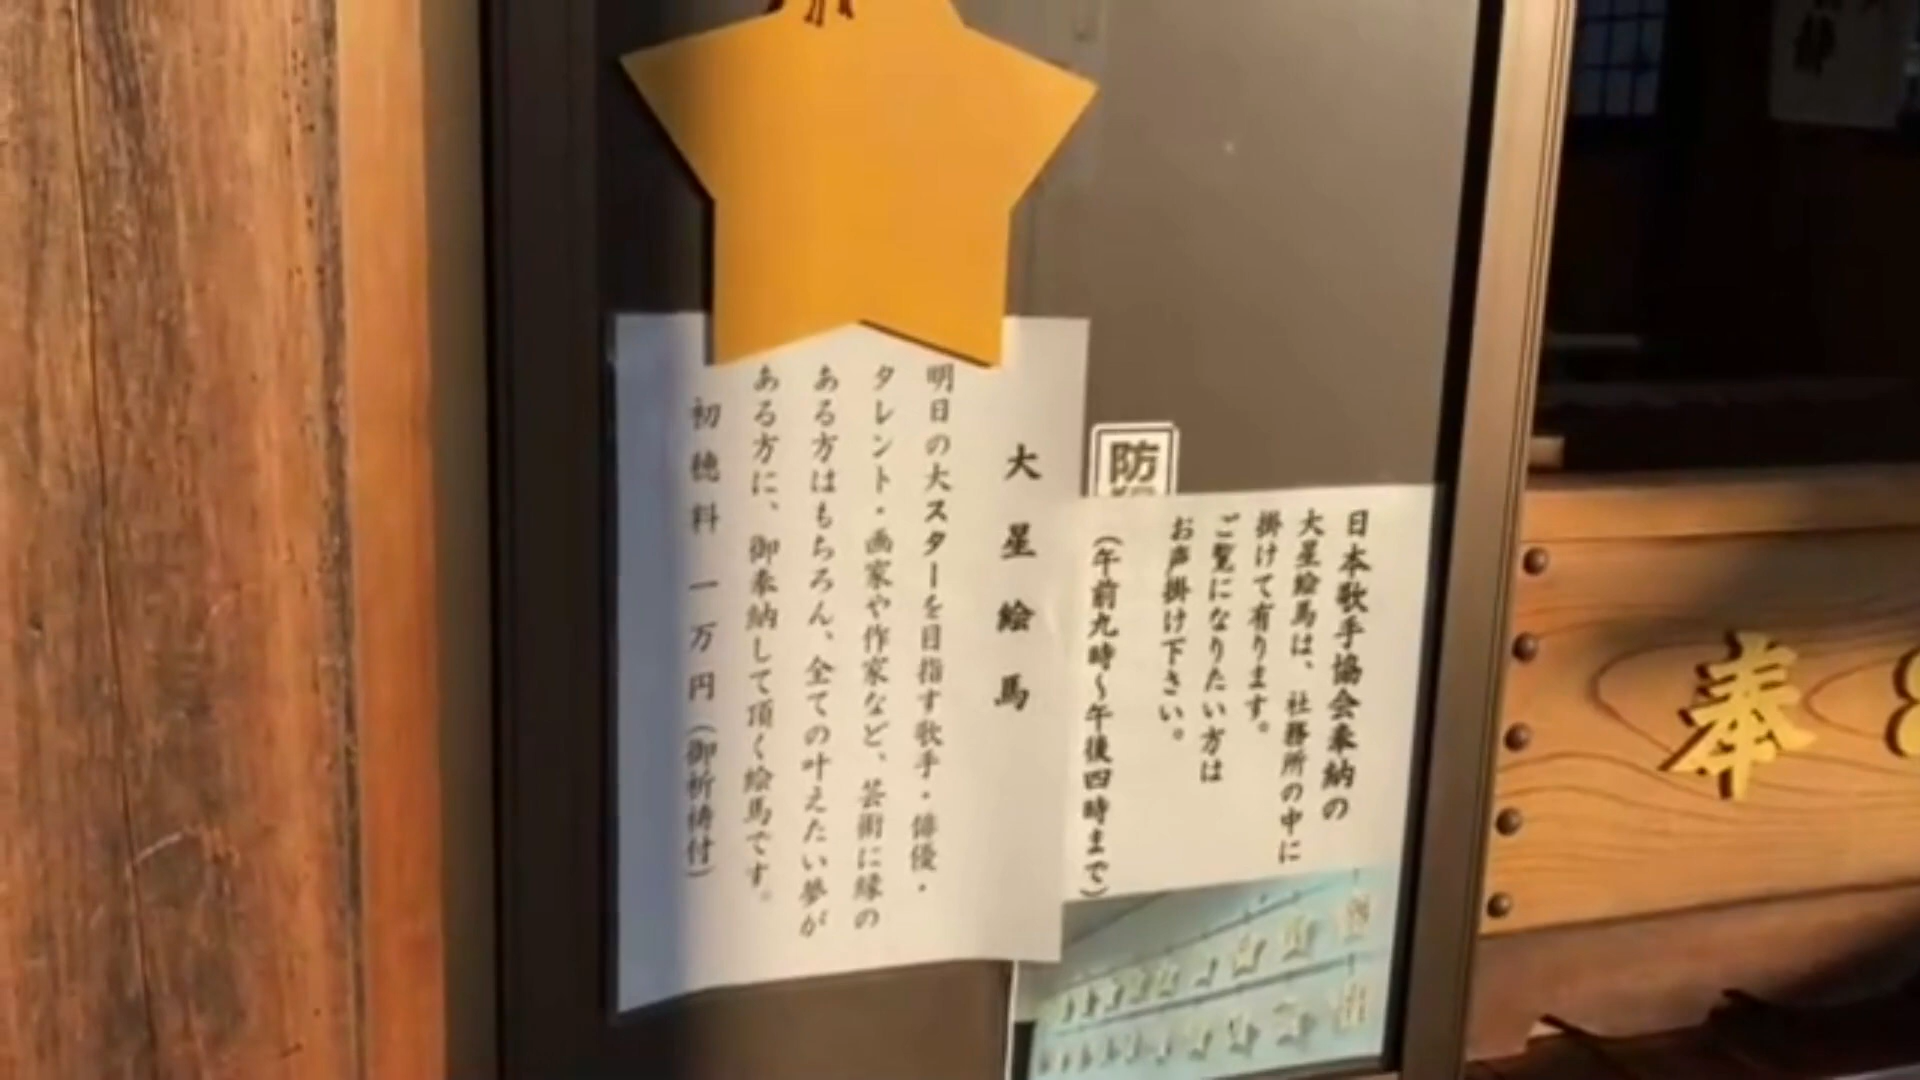 大星絵馬
明日の大スターを目指す歌手・俳優・
タレント・画家や作家など、芸術に縁の
ある方はもちろん、全ての叶えたい夢が
ある方に、御奉納して頂く絵馬です。
初穂料 一万円(御祈祷付)
防
日本歌手協会奉納の
大星絵馬は、社務所の中に
掛けて有ります。
ご覧になりたい方は
お声掛け下さい。
(午前九時~午後四時まで)
奉